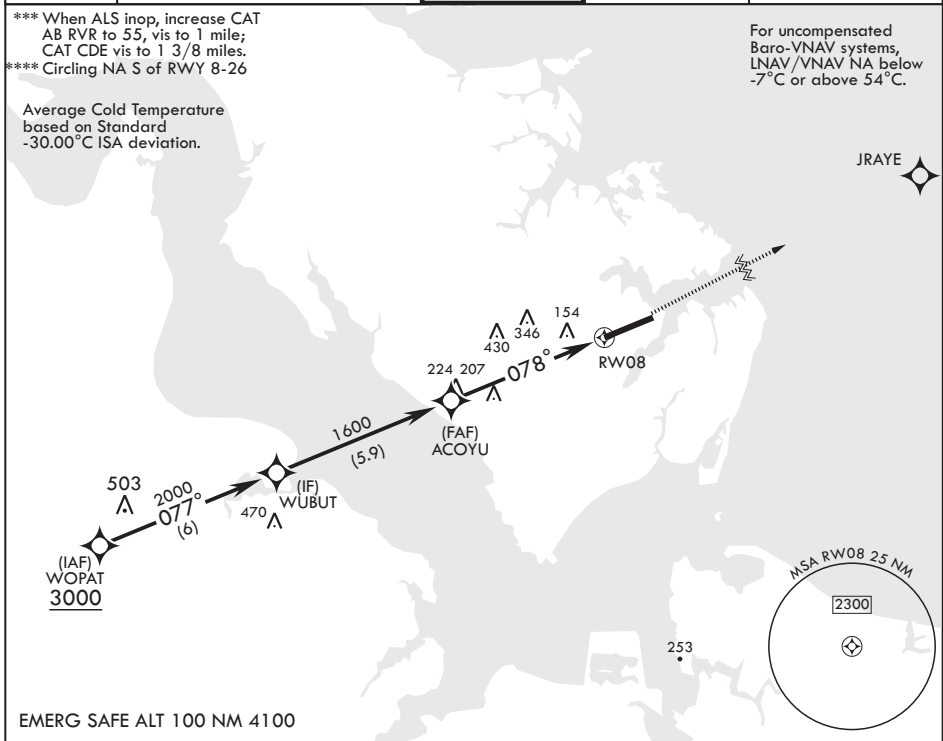 *** When ALS inop, increase CAT
AB RVR to 55, vis to 1 mile;
CAT CDE vis to 1 3/8 miles.
**** Circling NA S of RWY 8-26
For uncompensated
Baro-VNAV systems,
LNAV/VNAV NA below
-7°C or above 54°C.
Average Cold Temperature
based on Standard
-30.00°C ISA deviation.
JRAYE
154
346
430
RW08
078°
224 207
(FAF)
ACOYU
1600
(5.9)
(IF)
WUBUT
503
2000
077°
(6)
470
(IAF)
WOPAT
3000
MSA RW08 25 NM
2300
253
EMERG SAFE ALT 100 NM 4100